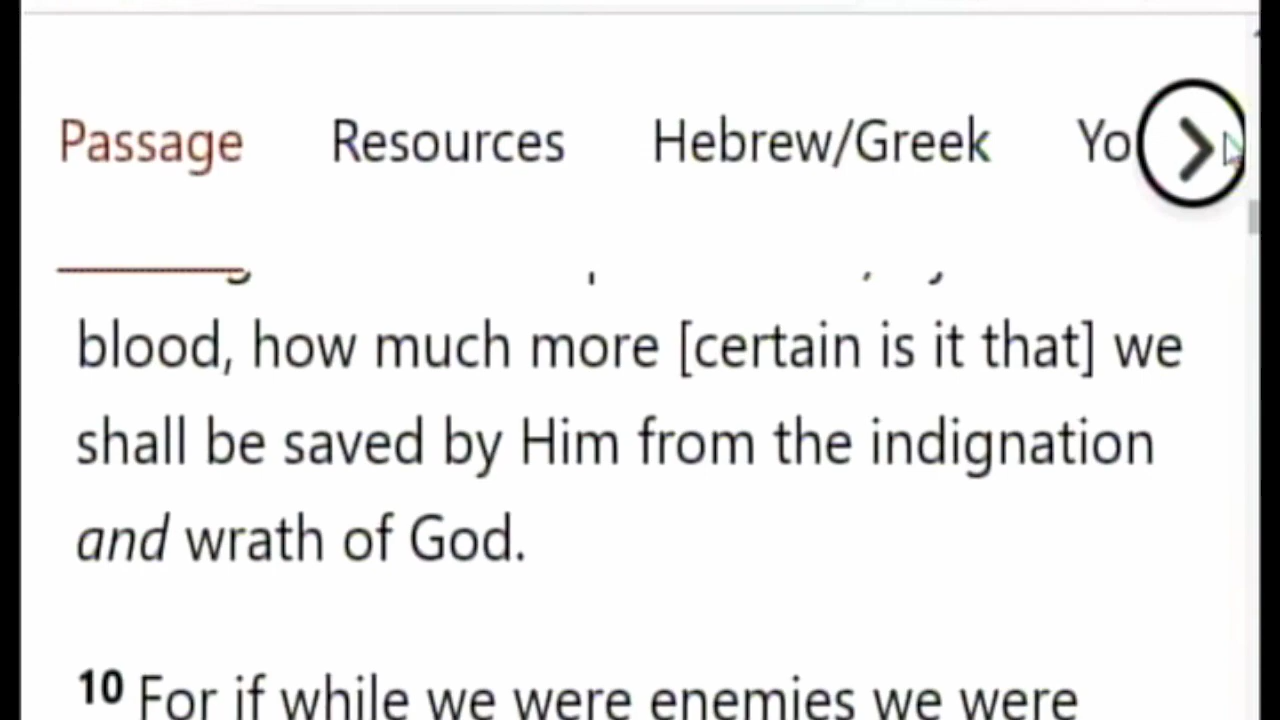 Passage Resources Hebrew/Greek Yo
blood, how much more [certain is it that] we
shall be saved by Him from the indignation
and wrath of God.
10 For if while we were enemies we were